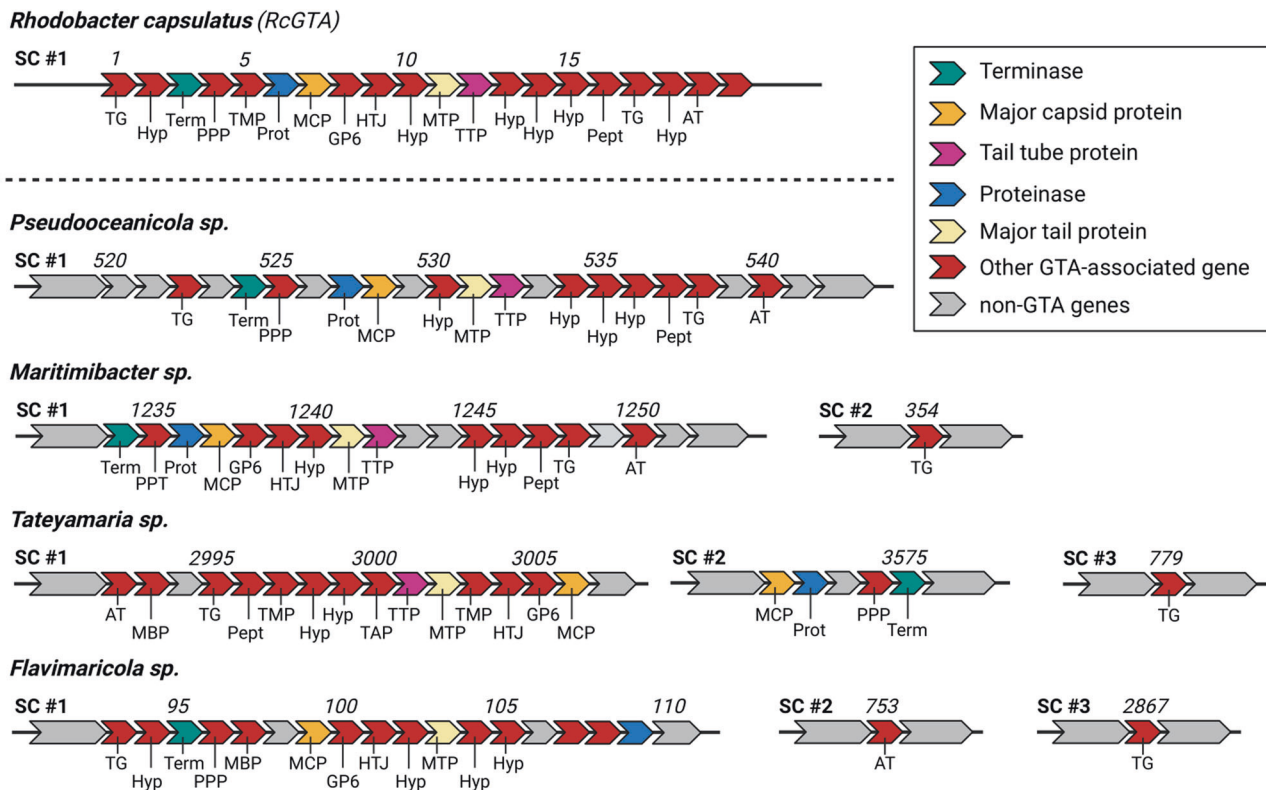 Rhodobacter capsulatus (RcGTA)
SC #1 1 5 10 15
TG Hyp Term PPP TMP Prot MCP GP6 HTJ Hyp MTP TTP Hyp Hyp Hyp Pept TG Hyp AT
Terminase
Major capsid protein
Tail tube protein
Proteinase
Major tail protein
Other GTA-associated gene
non-GTA genes
Pseudooceanicola sp.
SC #1 520 525 530 535 540
TG Term PPP Prot MCP Hyp MTP TTP Hyp Hyp Hyp Pept TG AT
Maritimibacter sp.
SC #1 1235 1240 1245 1250 SC #2 354
Term PPT Prot MCP GP6 HTJ Hyp MTP TTP Hyp Hyp Pept TG AT TG
Tateyamaria sp.
SC #1 2995 3000 3005 SC #2 3575 SC #3 779
AT MBP TG Pept TMP Hyp Hyp TAP TTP MTP TMP HTJ GP6 MCP MCP Prot PPP Term TG
Flavimaricola sp.
SC #1 95 100 105 110 SC #2 753 SC #3 2867
TG Hyp Term PPP MBP MCP GP6 HTJ Hyp MTP Hyp Hyp AT TG